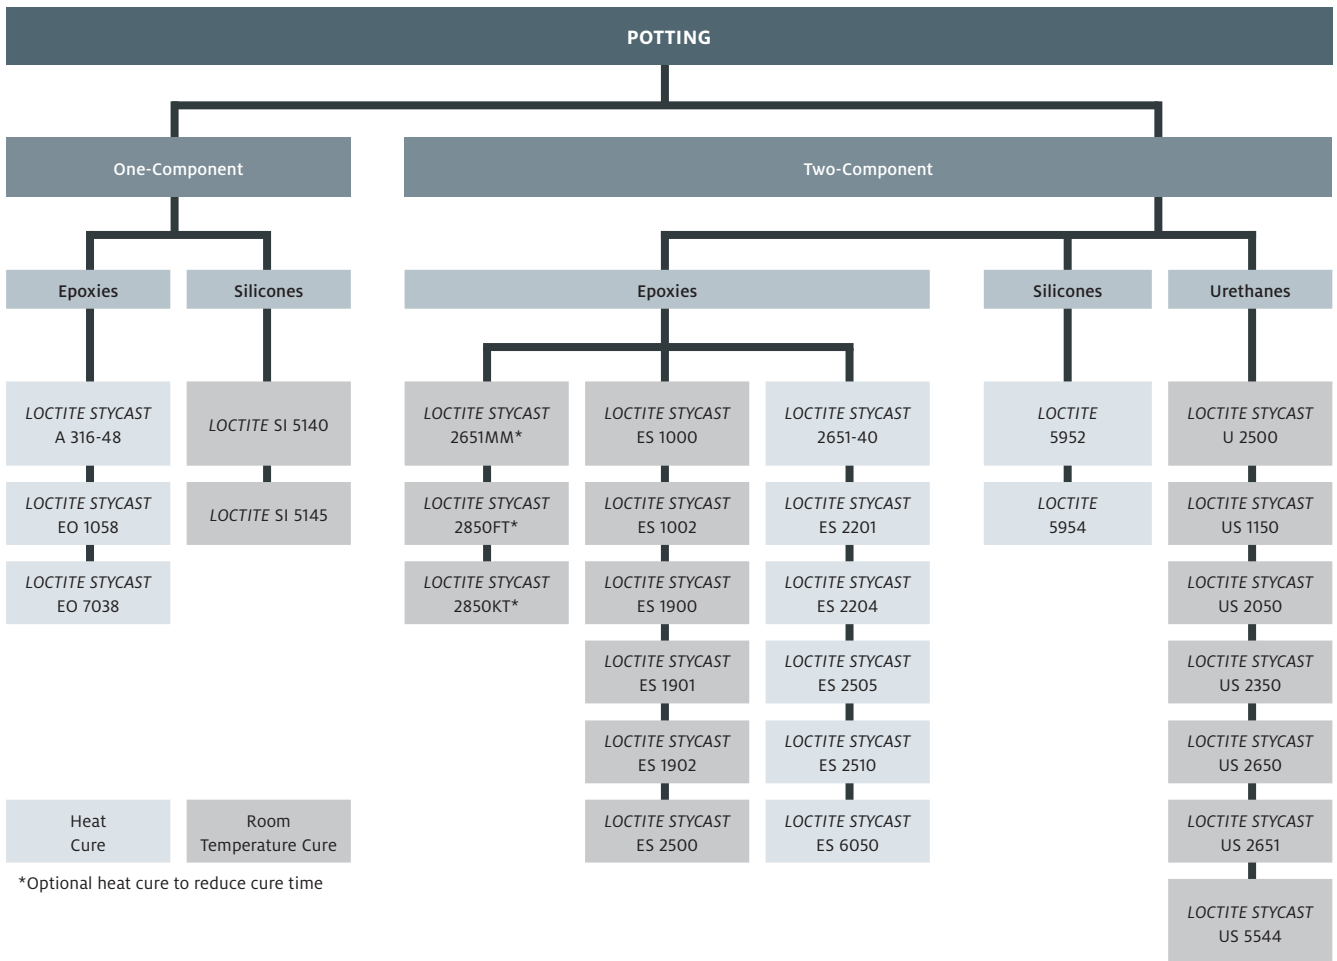 POTTING
One-Component
Two-Component
Epoxies
Silicones
Epoxies
Silicones
Urethanes
LOCTITE STYCAST
A 316-48
LOCTITE STYCAST
EO 1058
LOCTITE STYCAST
EO 7038
LOCTITE SI 5140
LOCTITE SI 5145
LOCTITE STYCAST
2651MM*
LOCTITE STYCAST
2850FT*
LOCTITE STYCAST
2850KT*
LOCTITE STYCAST
ES 1000
LOCTITE STYCAST
ES 1002
LOCTITE STYCAST
ES 1900
LOCTITE STYCAST
ES 1901
LOCTITE STYCAST
ES 1902
LOCTITE STYCAST
ES 2500
LOCTITE STYCAST
2651-40
LOCTITE STYCAST
ES 2201
LOCTITE STYCAST
ES 2204
LOCTITE STYCAST
ES 2505
LOCTITE STYCAST
ES 2510
LOCTITE STYCAST
ES 6050
LOCTITE
5952
LOCTITE
5954
LOCTITE STYCAST
U 2500
LOCTITE STYCAST
US 1150
LOCTITE STYCAST
US 2050
LOCTITE STYCAST
US 2350
LOCTITE STYCAST
US 2650
LOCTITE STYCAST
US 2651
LOCTITE STYCAST
US 5544
Heat
Cure
Room
Temperature Cure
*Optional heat cure to reduce cure time